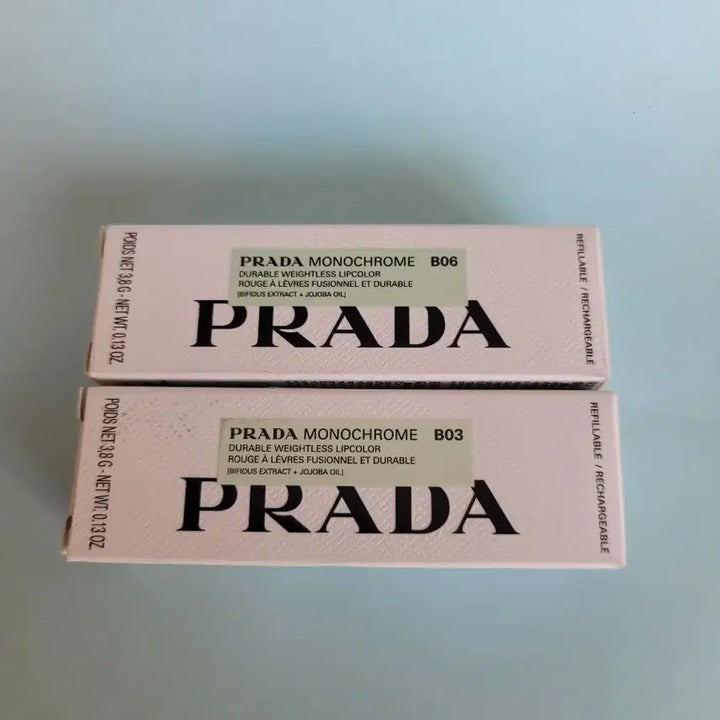 POIDS NET 3,8 G - NET WT. 0.13 OZ
PRADA MONOCHROME B06
DURABLE WEIGHTLESS LIPCOLOR
ROUGE À LÈVRES FUSIONNEL ET DURABLE
[BIFIDUS EXTRACT + JOJOBA OIL]
PRADA
REFILLABLE / RECHARGEABLE
POIDS NET 3,8 G - NET WT. 0.13 OZ
PRADA MONOCHROME B03
DURABLE WEIGHTLESS LIPCOLOR
ROUGE À LÈVRES FUSIONNEL ET DURABLE
[BIFIDUS EXTRACT + JOJOBA OIL]
PRADA
REFILLABLE / RECHARGEABLE